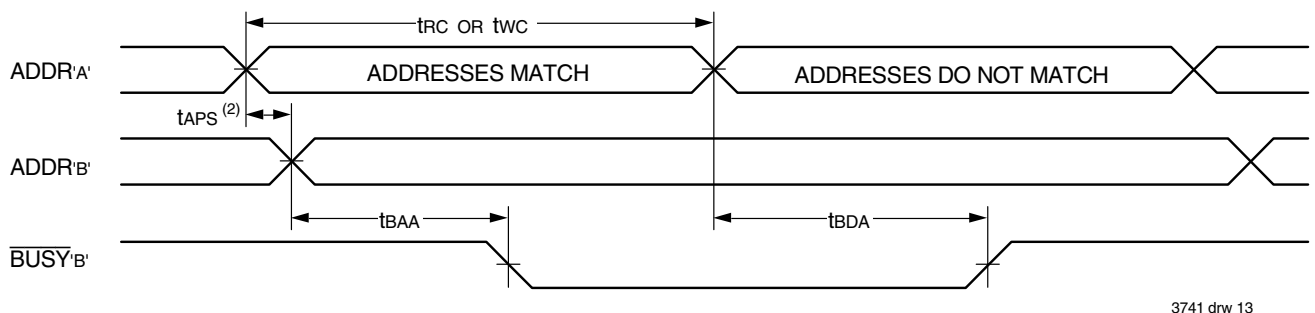 tRC OR tWC
ADDR'A'
ADDRESSES MATCH
ADDRESSES DO NOT MATCH
tAPS (2)
ADDR'B'
tBAA
tBDA
BUSY'B'
3741 drw 13